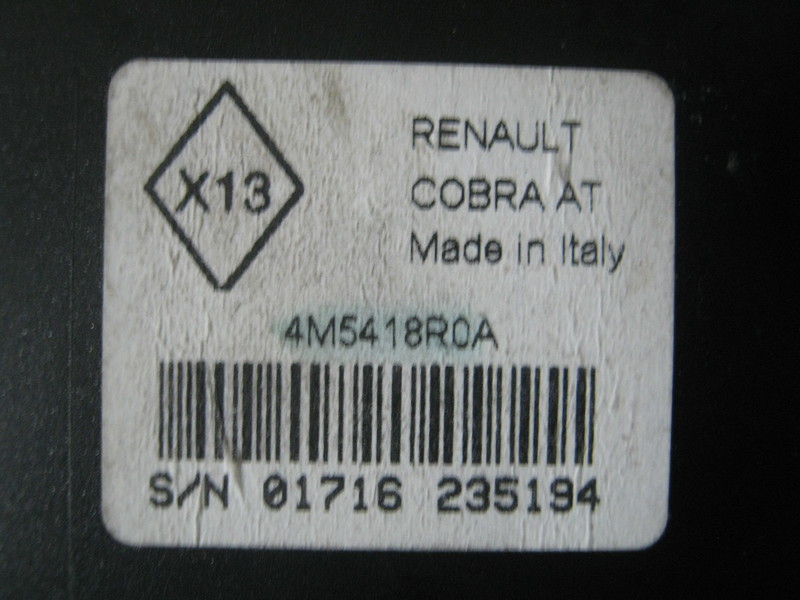 X13
RENAULT
COBRA AT
Made in Italy
4M5418R0A
S/N 01716 235194